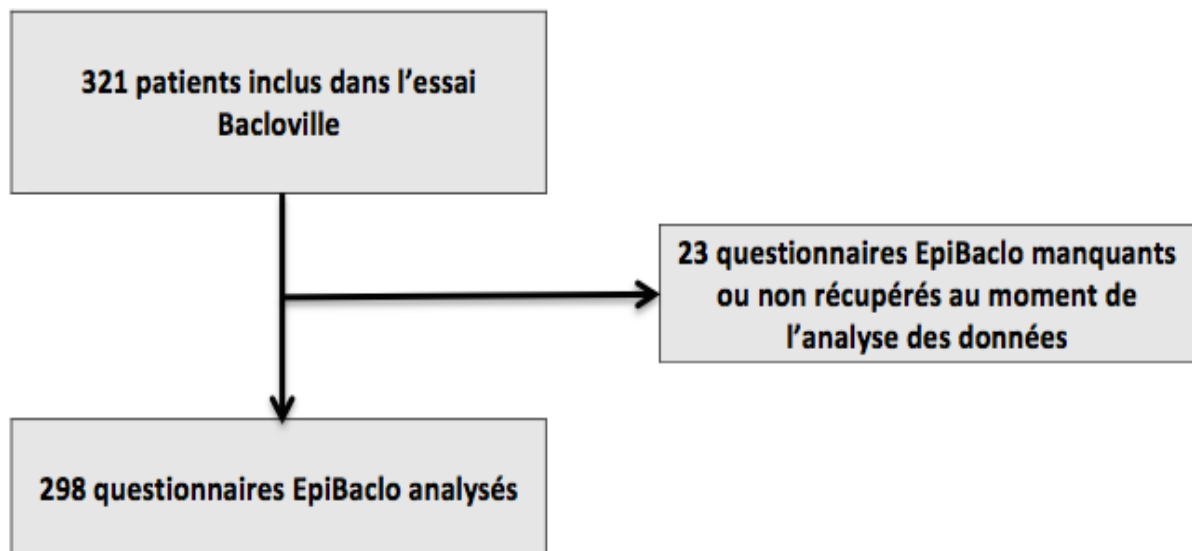 321 patients inclus dans l’essai
Bacloville
23 questionnaires EpiBaclo manquants
ou non récupérés au moment de
l’analyse des données
298 questionnaires EpiBaclo analysés